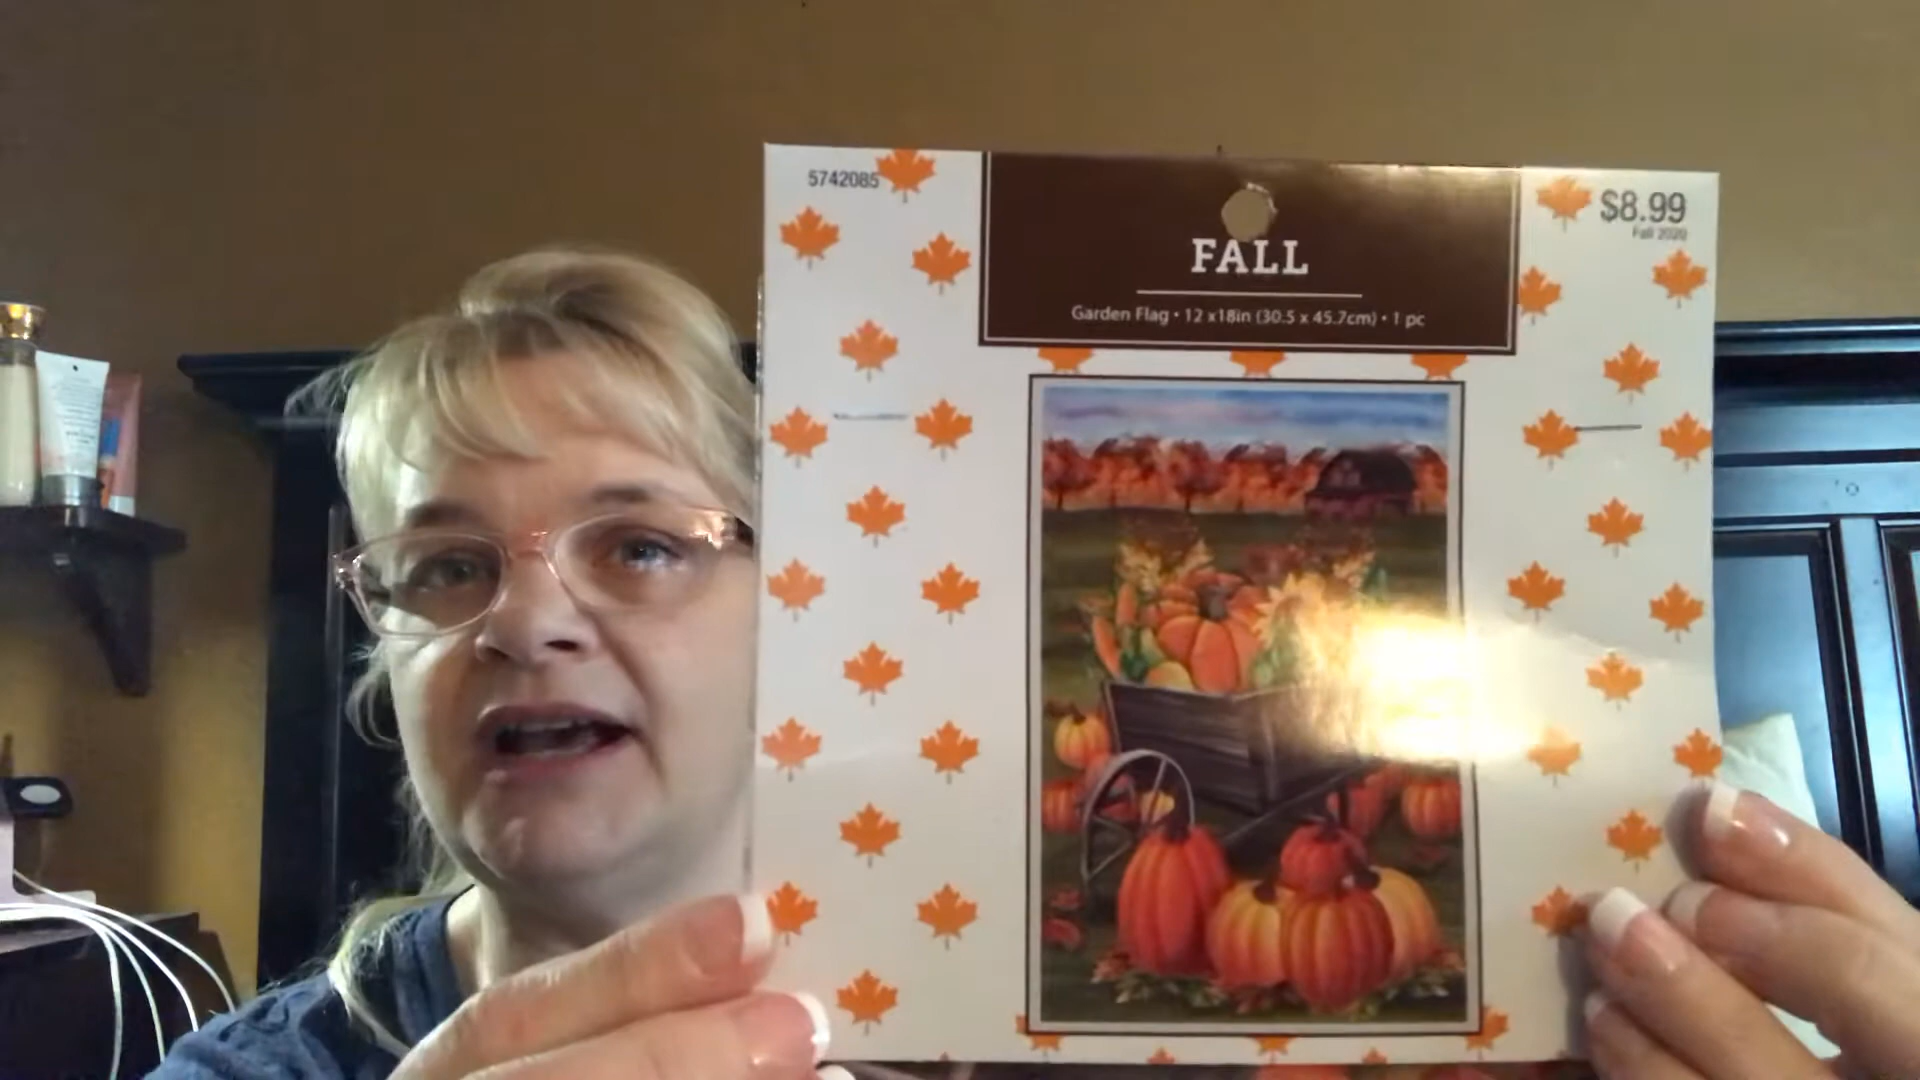 5742085
$8.99
Fall 2020
FALL
Garden Flag • 12 x18in (30.5 x 45.7cm) • 1 pc